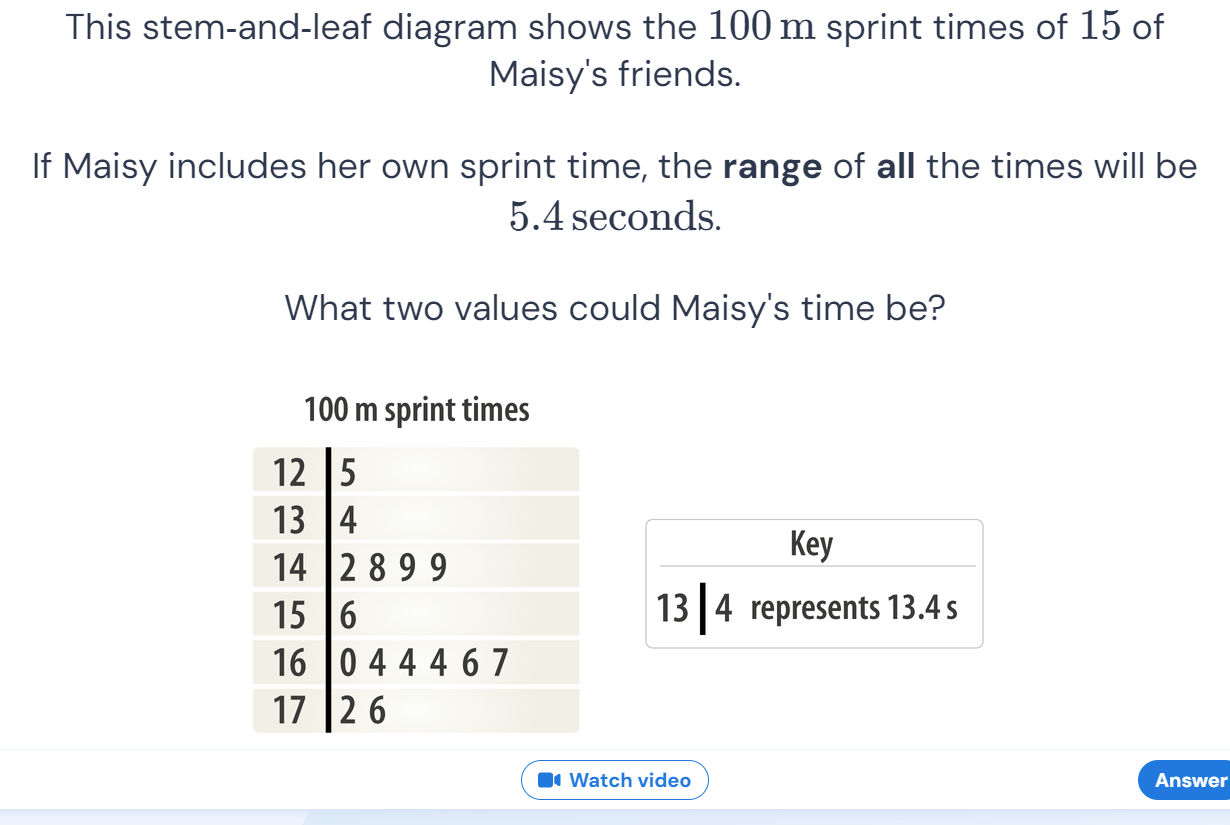 This stem-and-leaf diagram shows the 100 m sprint times of 15 of
Maisy's friends.
If Maisy includes her own sprint time, the range of all the times will be
5.4 seconds.
What two values could Maisy's time be?
100 m sprint times
12 | 5
13 | 4
14 | 2 8 9 9
15 | 6
16 | 0 4 4 4 6 7
17 | 2 6
Key
13 | 4 represents 13.4 s
Watch video
Answer